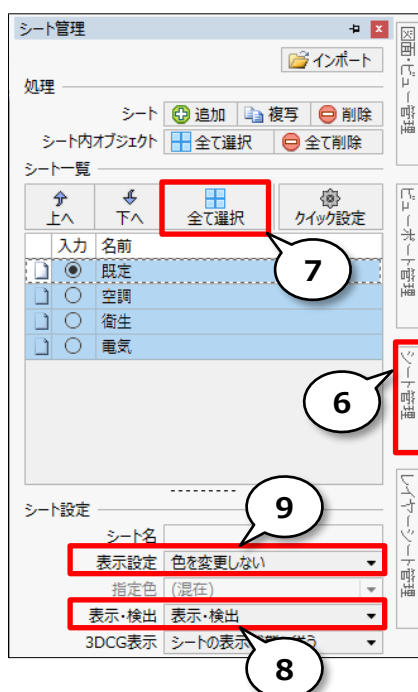 シート管理
インポート
処理
シート 追加 複写 削除
シート内オブジェクト 全て選択 全て削除
シート一覧
上へ 下へ 全て選択 クイック設定
入力 名前
既定
空調
衛生
電気
7
6
シート設定
9
シート名
表示設定 色を変更しない
指定色 (混在)
表示・検出 表示・検出
3DCG表示 シートの表示
8
図面・ビュー管理
ビューポート管理
シート管理
レイヤーシート管理